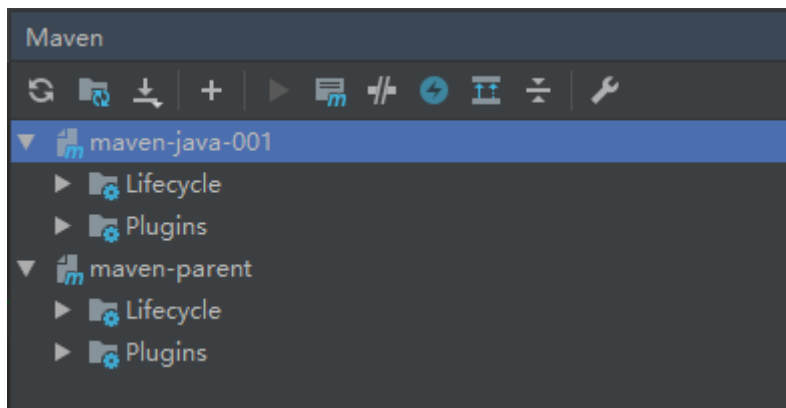 Maven
maven-java-001
Lifecycle
Plugins
maven-parent
Lifecycle
Plugins